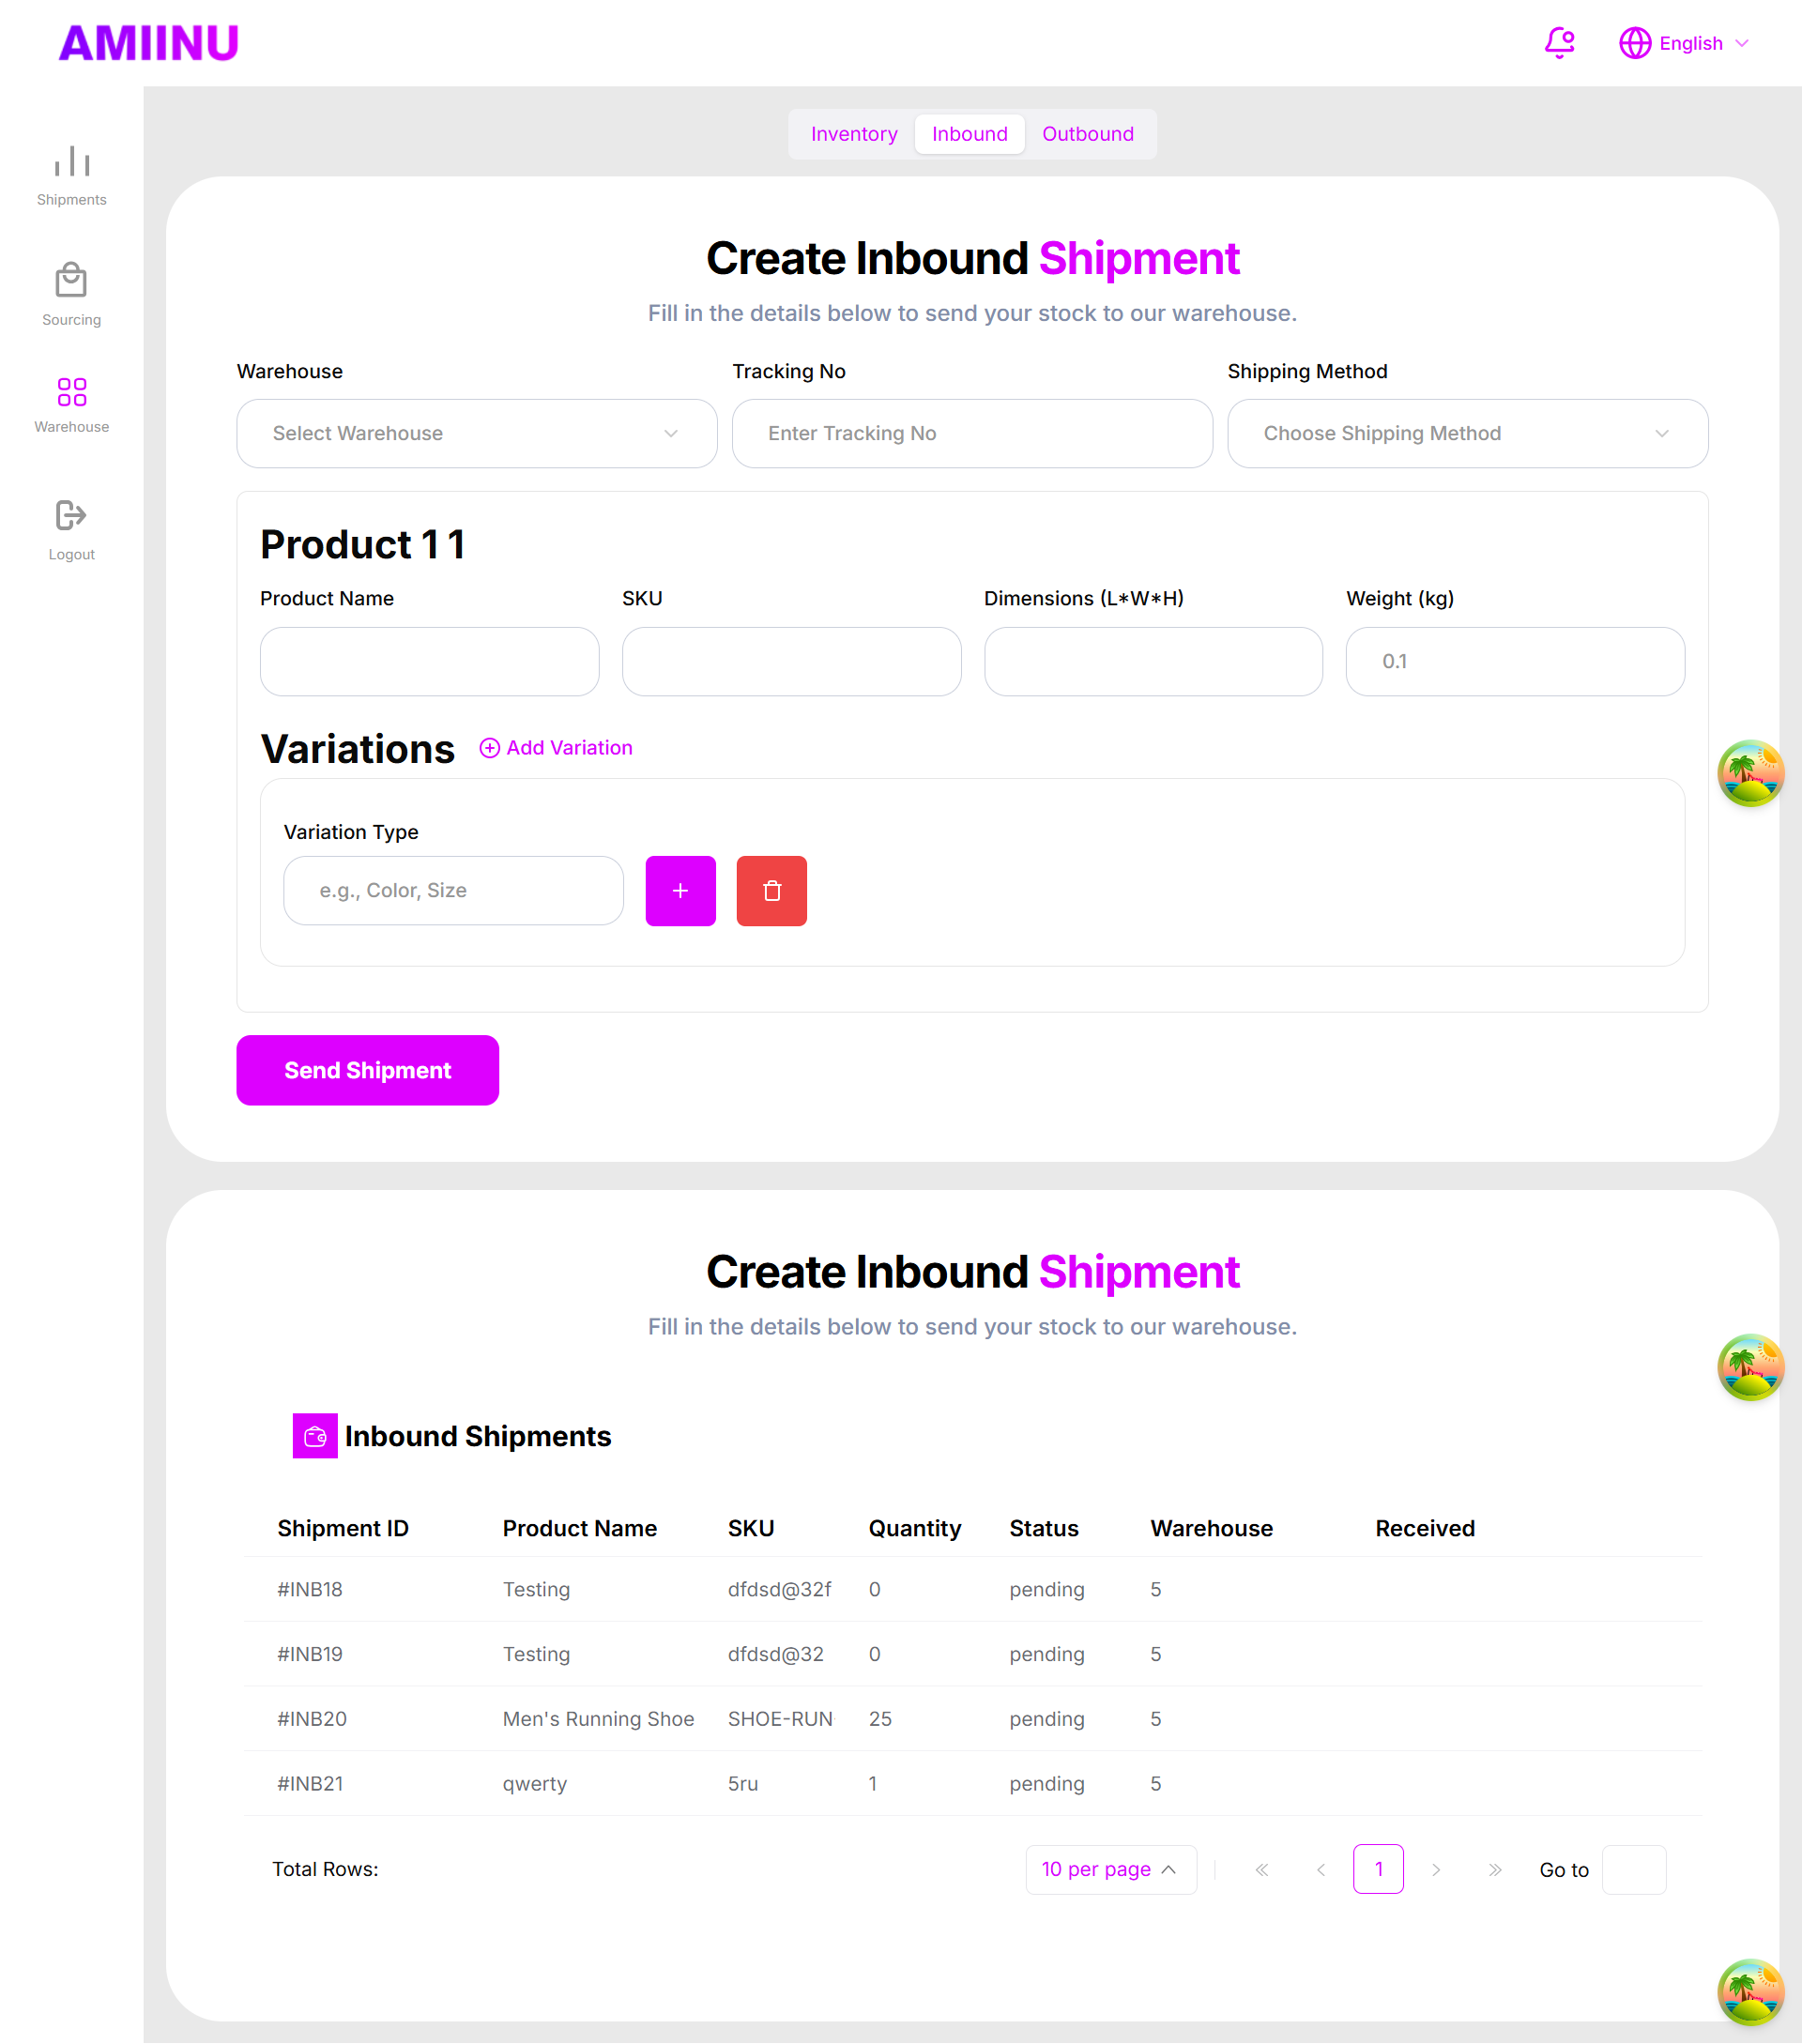 AMIINU
English
Shipments
Sourcing
Warehouse
Logout
Inventory Inbound Outbound
Create Inbound Shipment
Fill in the details below to send your stock to our warehouse.
Warehouse Tracking No Shipping Method
Select Warehouse Enter Tracking No Choose Shipping Method
Product 1 1
Product Name SKU Dimensions (L*W*H) Weight (kg)
0.1
Variations Add Variation
Variation Type
e.g., Color, Size
Send Shipment
Create Inbound Shipment
Fill in the details below to send your stock to our warehouse.
Inbound Shipments
Shipment ID Product Name SKU Quantity Status Warehouse Received
#INB18 Testing dfdsd@32f 0 pending 5
#INB19 Testing dfdsd@32 0 pending 5
#INB20 Men's Running Shoe SHOE-RUN 25 pending 5
#INB21 qwerty 5ru 1 pending 5
Total Rows: 10 per page 1 Go to